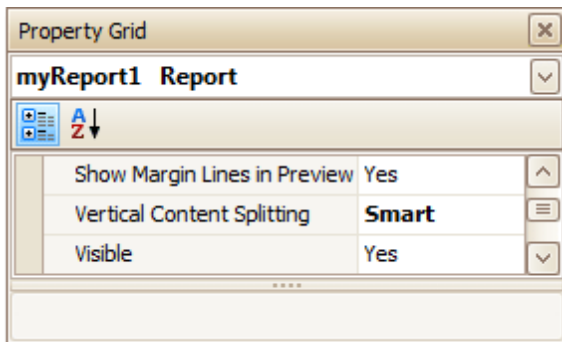 Property Grid
myReport1 Report
A Z
Show Margin Lines in Preview Yes
Vertical Content Splitting Smart
Visible Yes